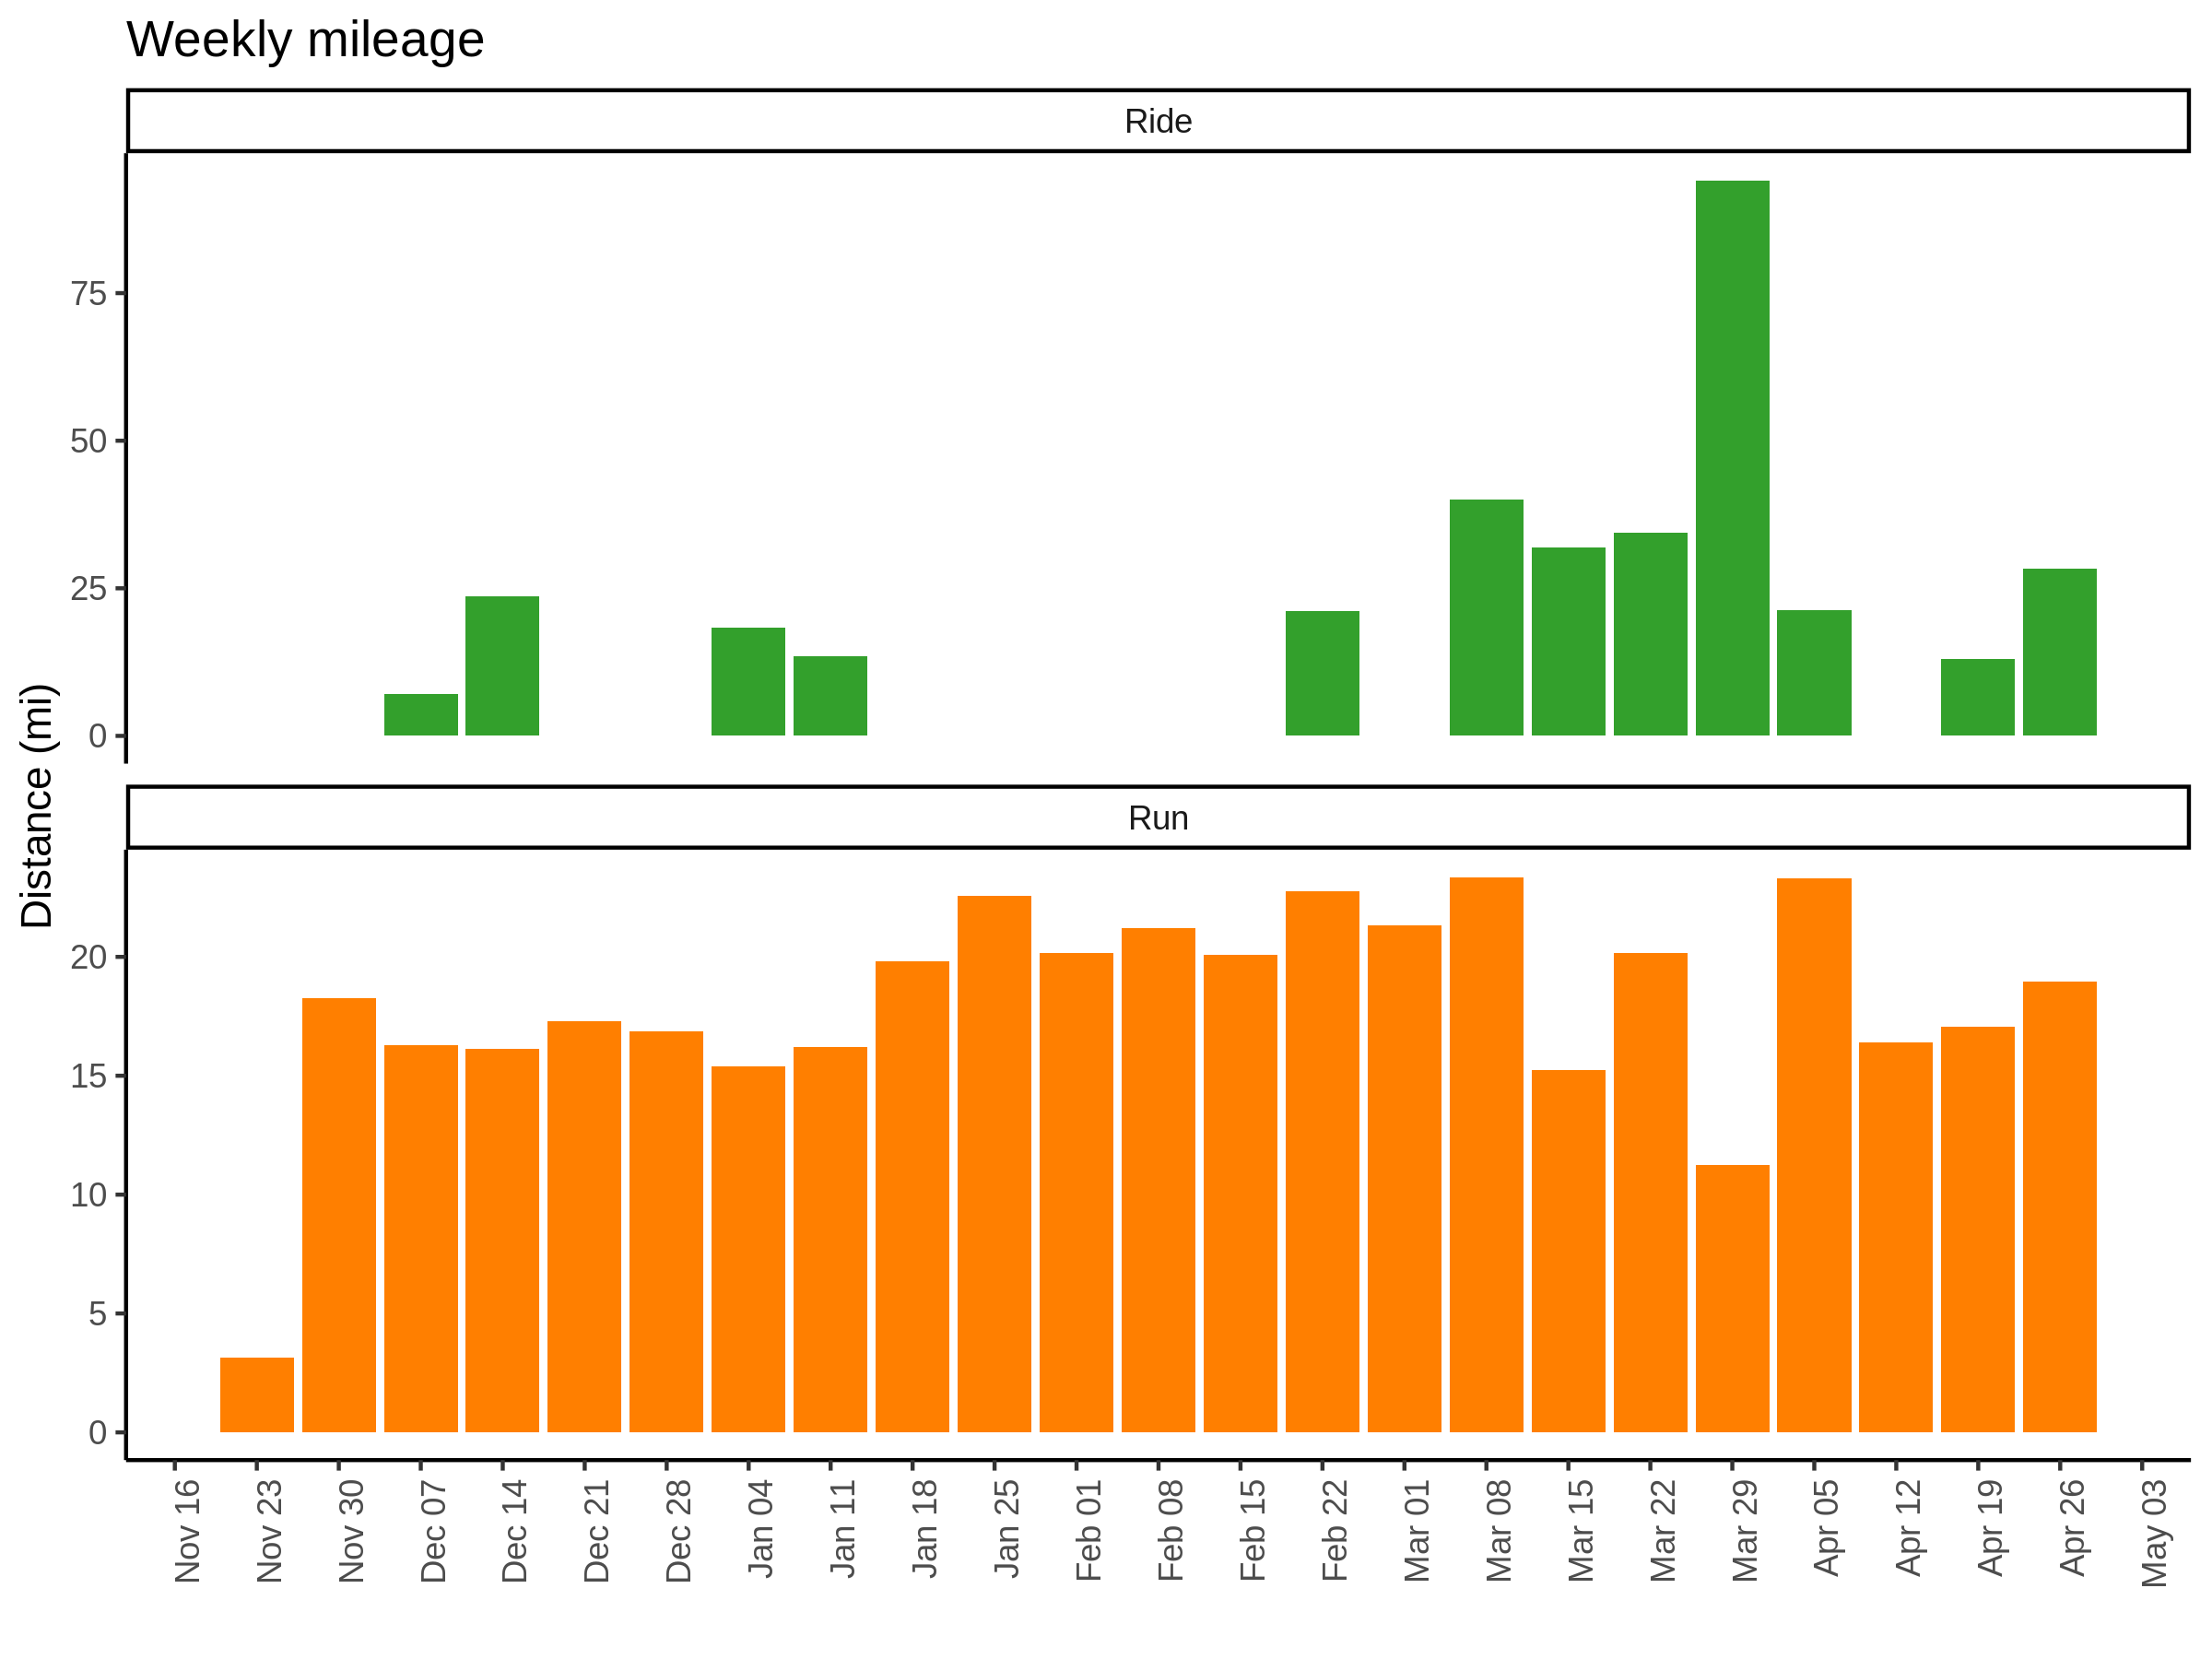 Weekly mileage
Ride
75
50
25
0
Distance (mi)
Run
20
15
10
5
0
Nov 16
Nov 23
Nov 30
Dec 07
Dec 14
Dec 21
Dec 28
Jan 04
Jan 11
Jan 18
Jan 25
Feb 01
Feb 08
Feb 15
Feb 22
Mar 01
Mar 08
Mar 15
Mar 22
Mar 29
Apr 05
Apr 12
Apr 19
Apr 26
May 03